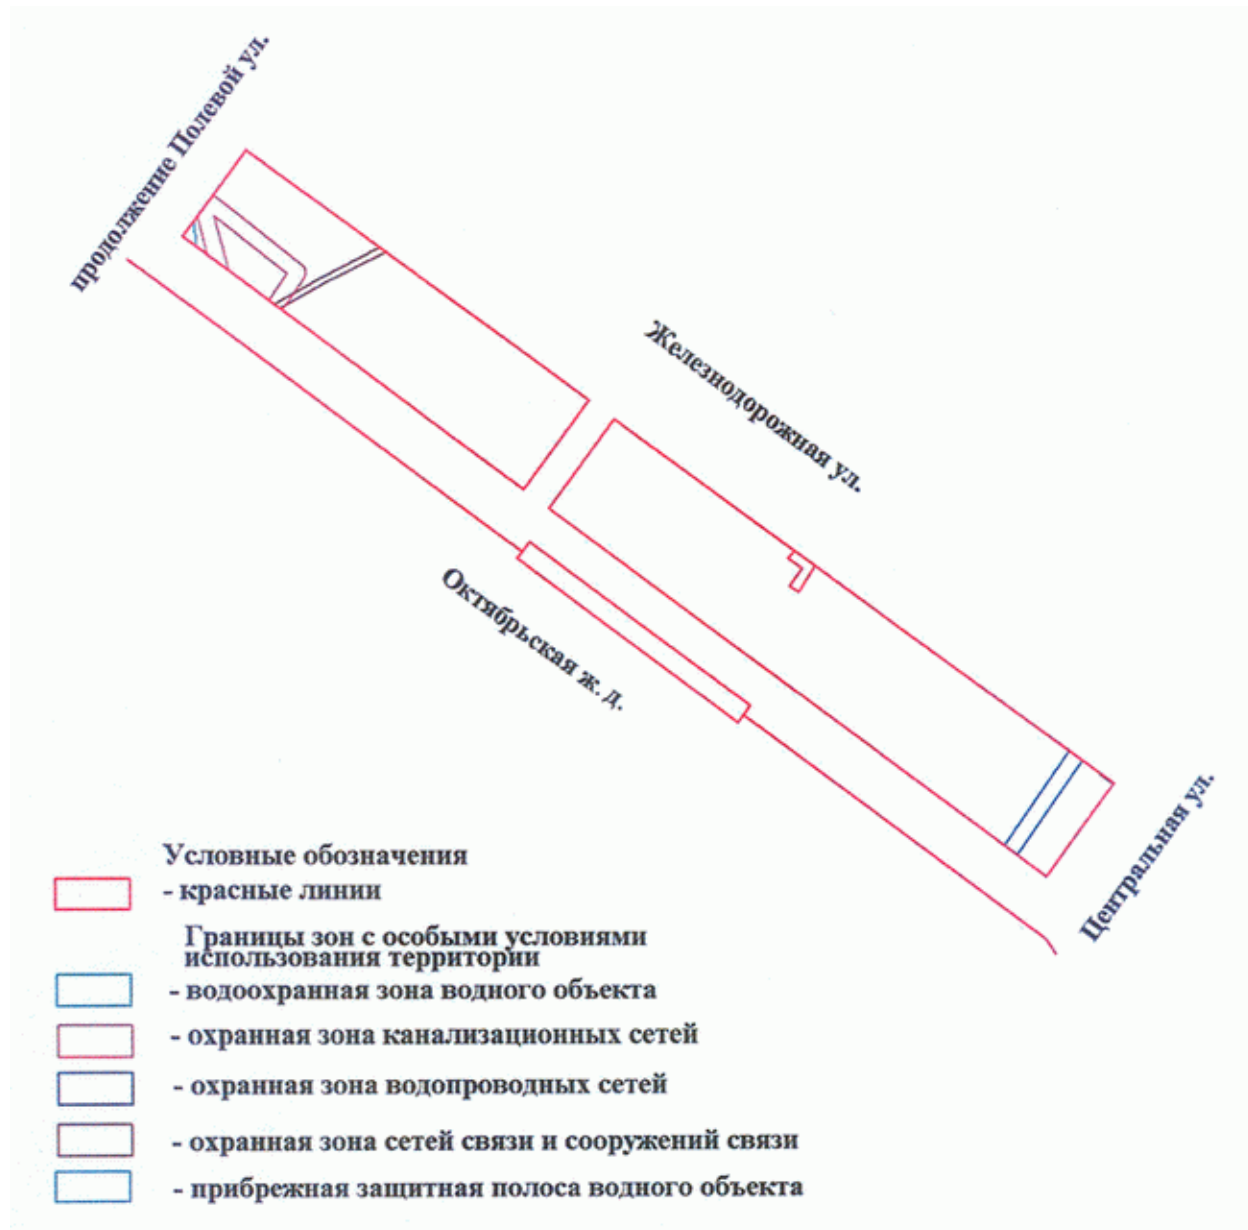 продолжение Полевой ул.
Железнодорожная ул.
Октябрьская ж. д.
Центральная ул.
Условные обозначения
- красные линии
Границы зон с особыми условиями
использования территории
- водоохранная зона водного объекта
- охранная зона канализационных сетей
- охранная зона водопроводных сетей
- охранная зона сетей связи и сооружений связи
- прибрежная защитная полоса водного объекта